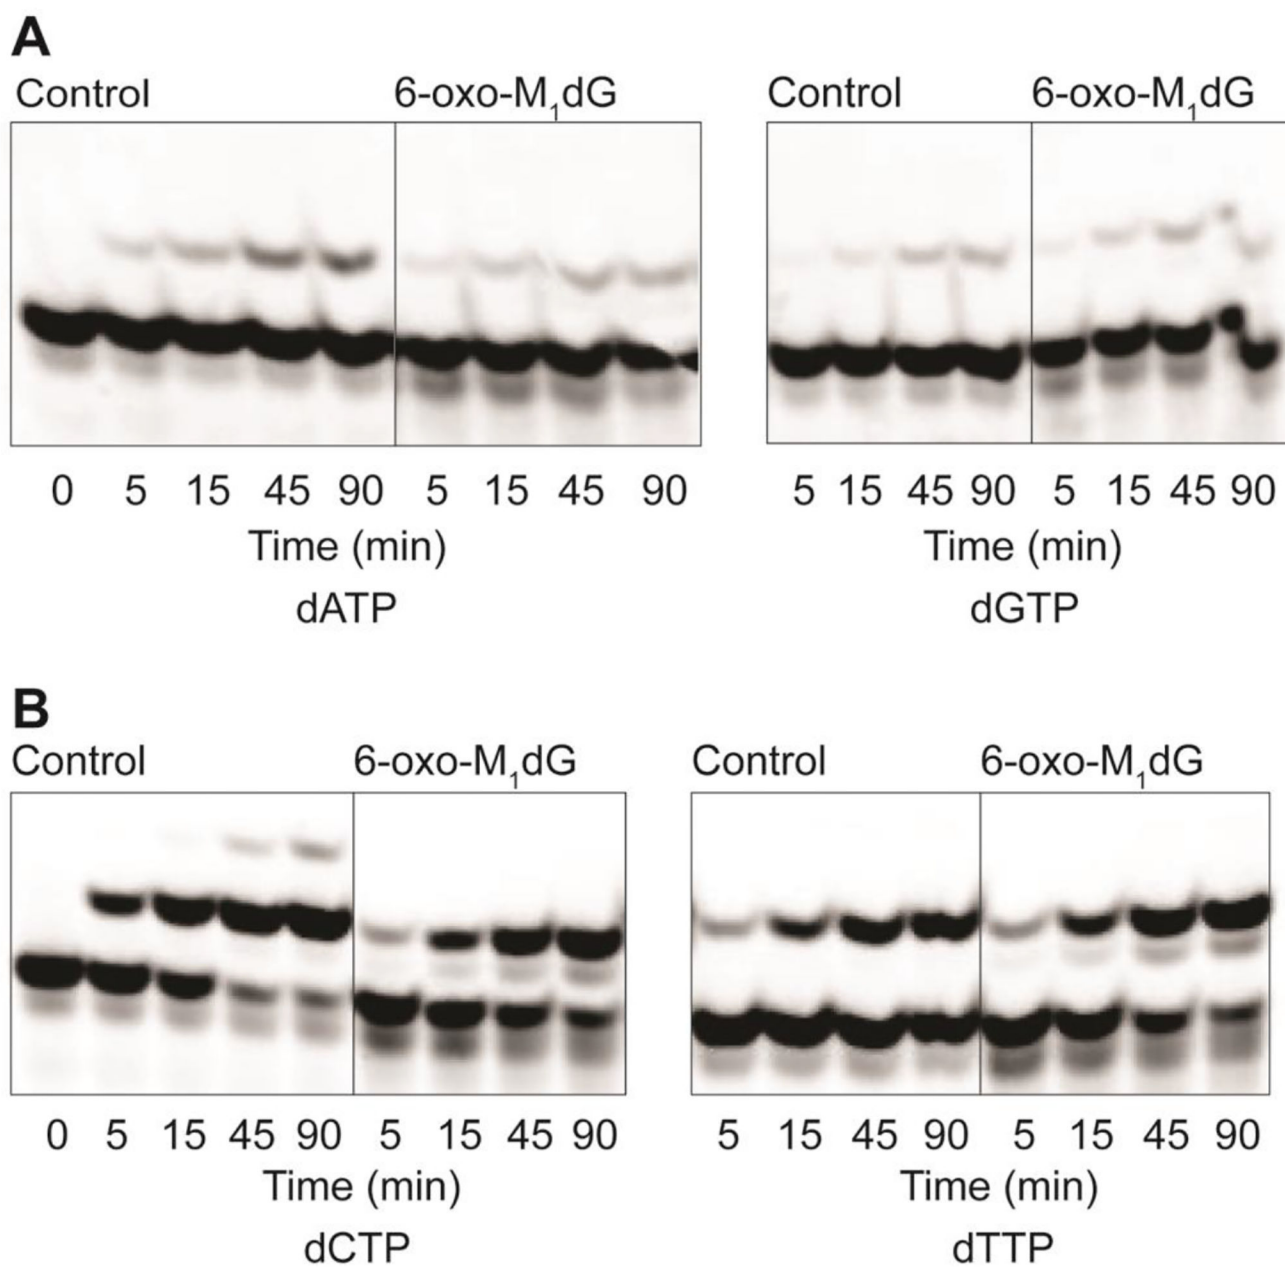 A
Control 6-oxo-M₁dG Control 6-oxo-M₁dG
0 5 15 45 90 5 15 45 90 5 15 45 90 5 15 45 90
Time (min) Time (min)
dATP dGTP
B
Control 6-oxo-M₁dG Control 6-oxo-M₁dG
0 5 15 45 90 5 15 45 90 5 15 45 90 5 15 45 90
Time (min) Time (min)
dCTP dTTP